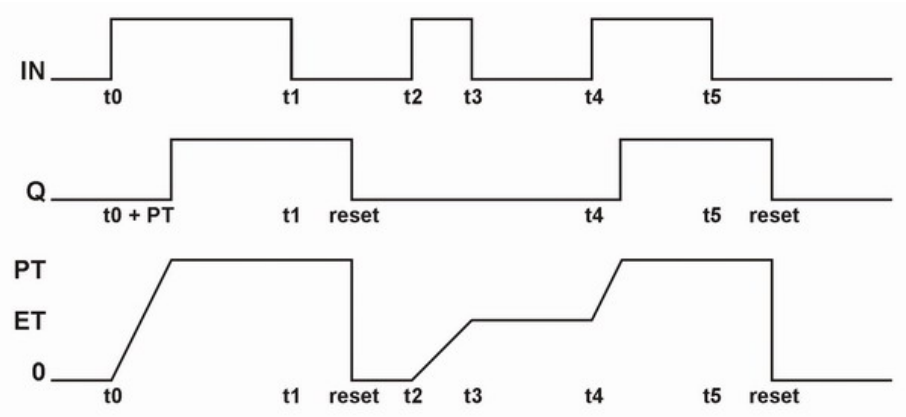 IN
t0 t1 t2 t3 t4 t5
Q
t0 + PT t1 reset t4 t5 reset
PT
ET
0
t0 t1 reset t2 t3 t4 t5 reset